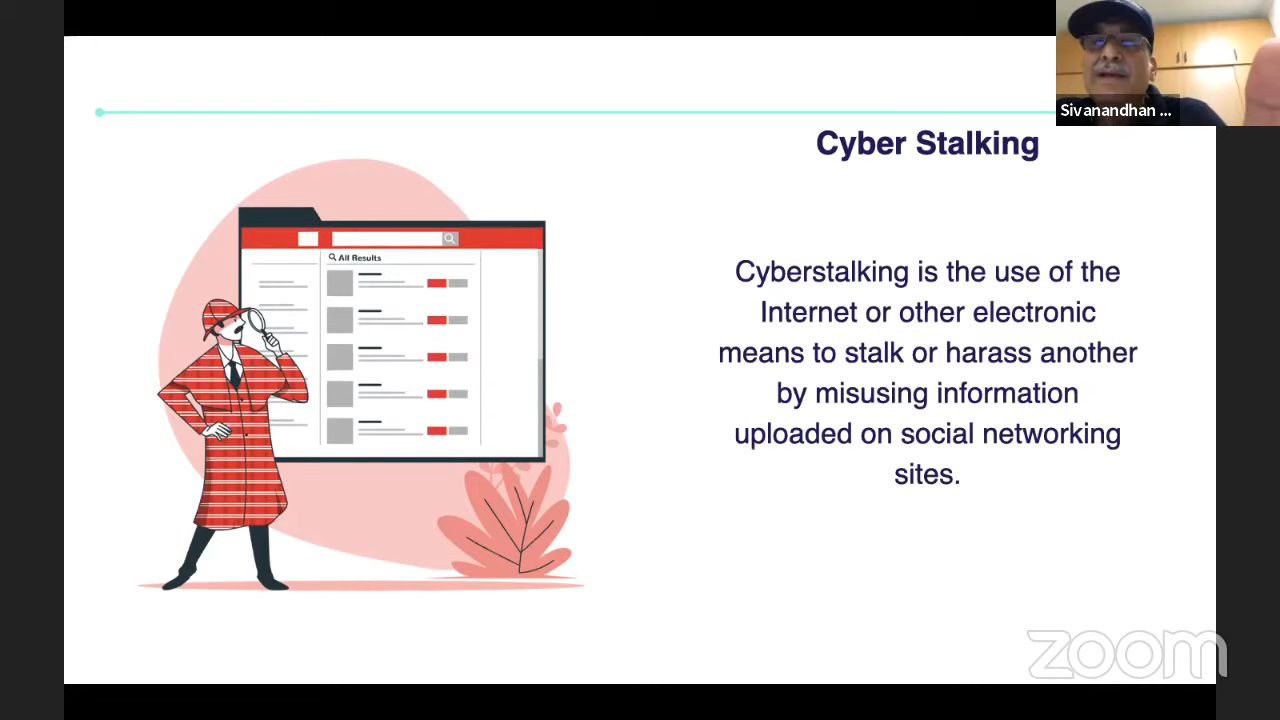 Sivanandhan ...
Cyber Stalking
All Results
Cyberstalking is the use of the
Internet or other electronic
means to stalk or harass another
by misusing information
uploaded on social networking
sites.
zoom